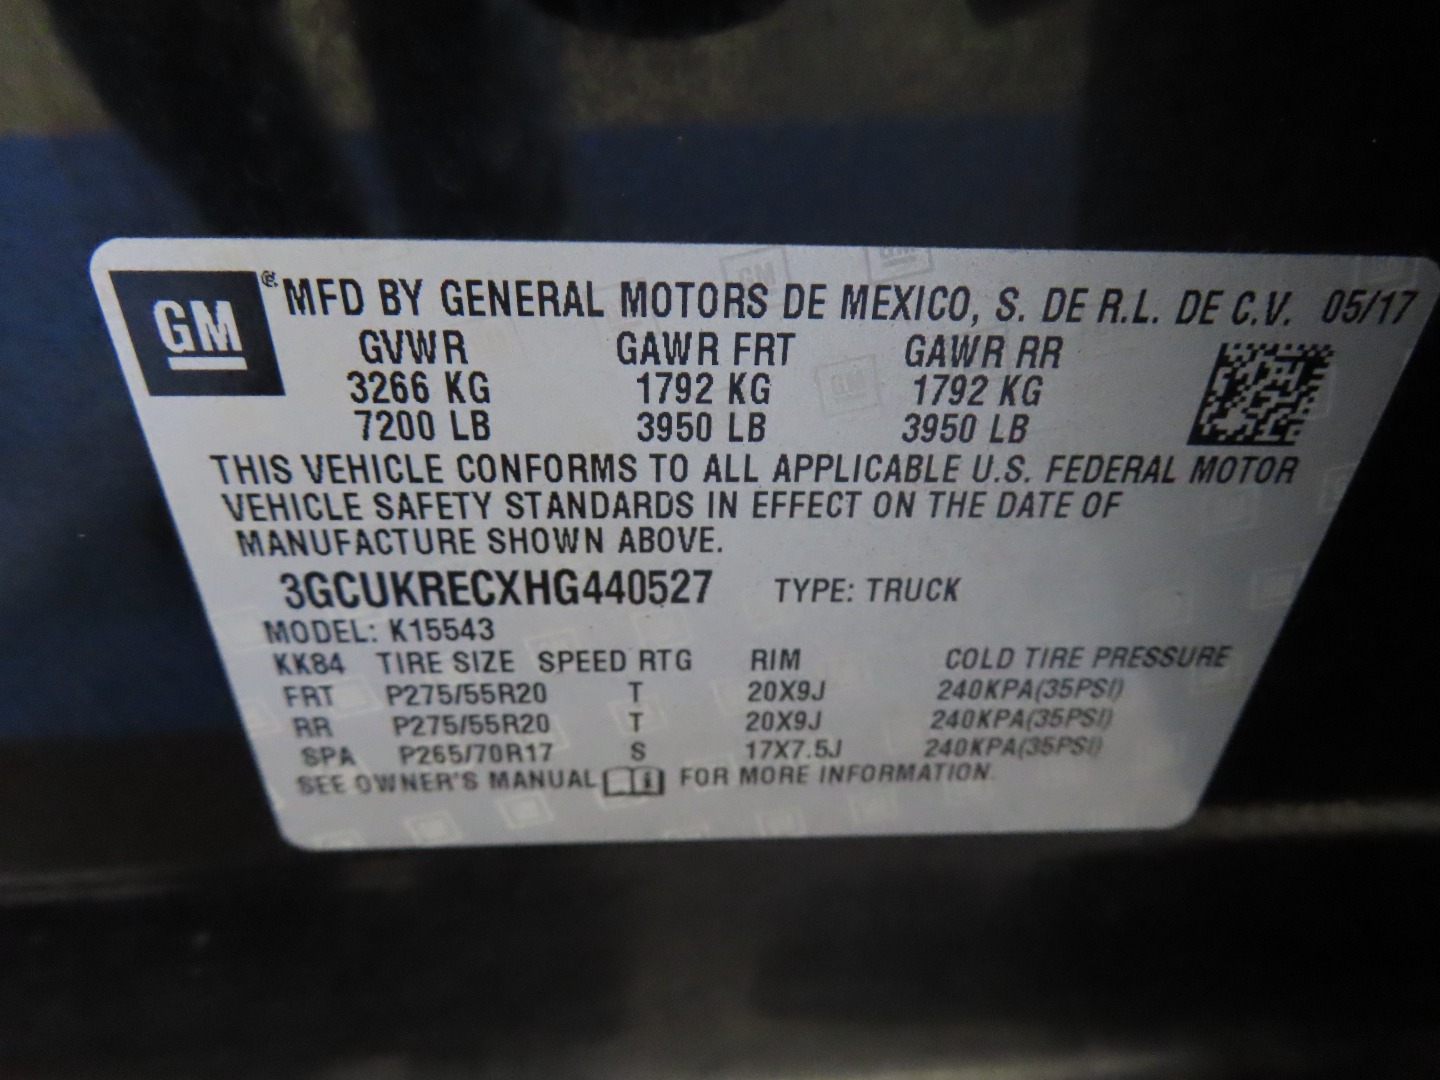 GM
MFD BY GENERAL MOTORS DE MEXICO, S. DE R.L. DE C.V. 05/17
GVWR GAWR FRT GAWR RR
3266 KG 1792 KG 1792 KG
7200 LB 3950 LB 3950 LB
THIS VEHICLE CONFORMS TO ALL APPLICABLE U.S. FEDERAL MOTOR
VEHICLE SAFETY STANDARDS IN EFFECT ON THE DATE OF
MANUFACTURE SHOWN ABOVE.
3GCUKRECXHG440527 TYPE: TRUCK
MODEL: K15543
KK84 TIRE SIZE SPEED RTG RIM COLD TIRE PRESSURE
FRT P275/55R20 T 20X9J 240KPA(35PSI)
RR P275/55R20 T 20X9J 240KPA(35PSI)
SPA P265/70R17 S 17X7.5J 240KPA(35PSI)
SEE OWNER'S MANUAL FOR MORE INFORMATION.